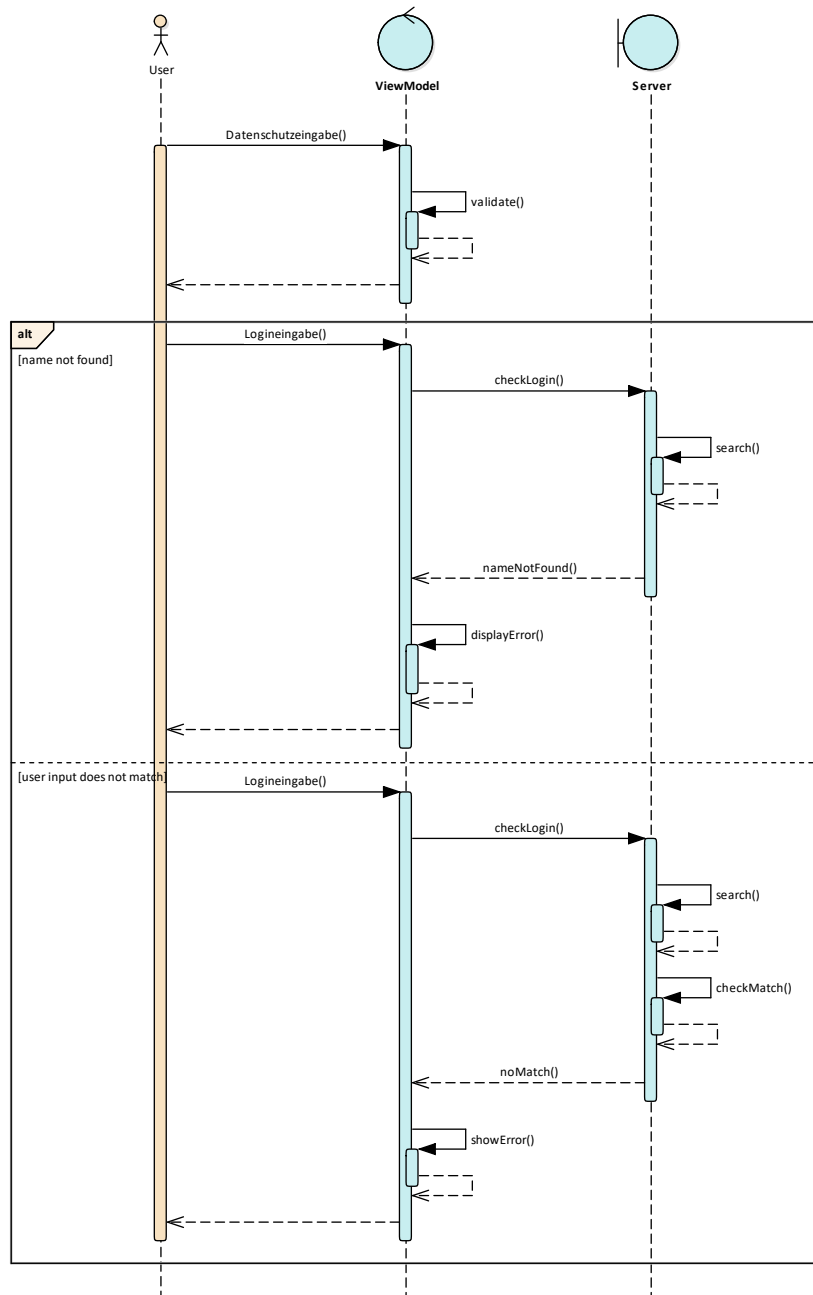 User
ViewModel
Server
Datenschutzeingabe()
validate()
alt
Logineingabe()
[name not found]
checkLogin()
search()
nameNotFound()
displayError()
[user input does not match]
Logineingabe()
checkLogin()
search()
checkMatch()
noMatch()
showError()